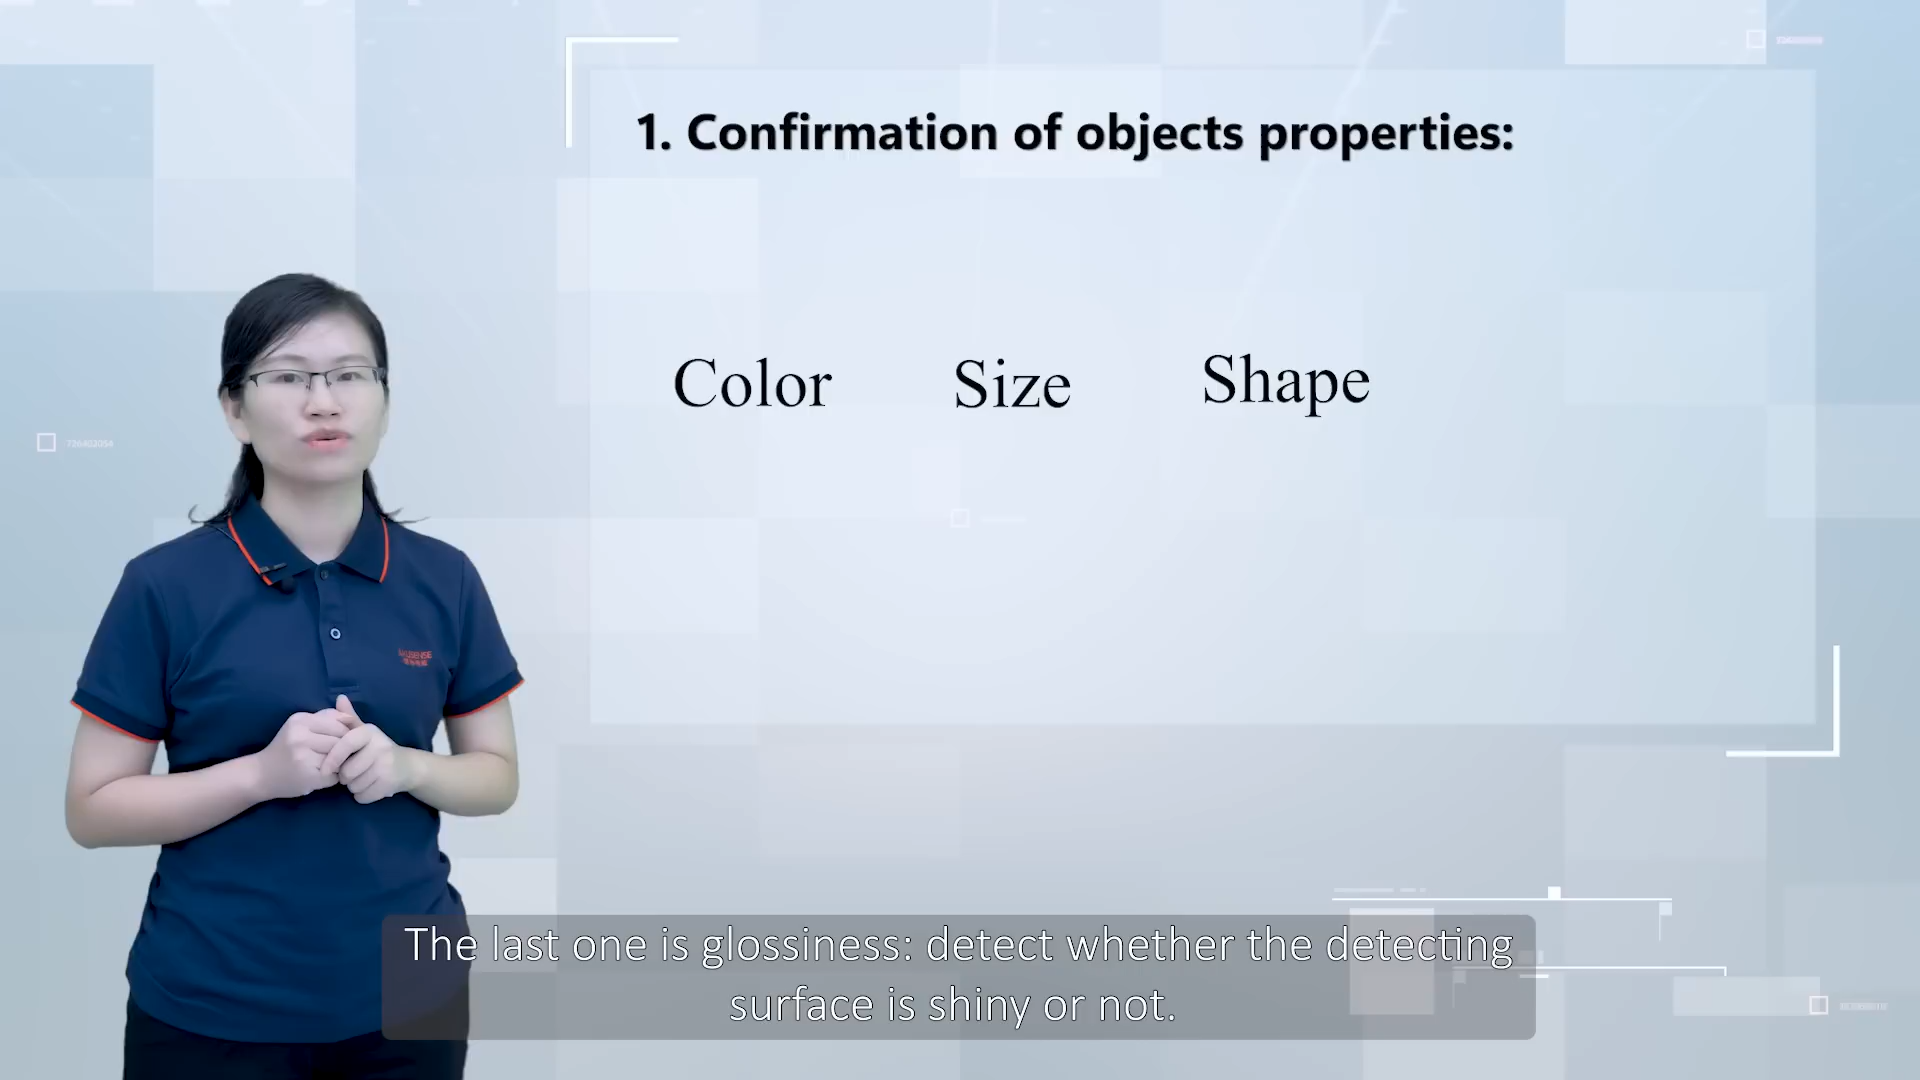 1. Confirmation of objects properties:
Color Size Shape
726403054
The last one is glossiness: detect whether the detecting
surface is shiny or not.